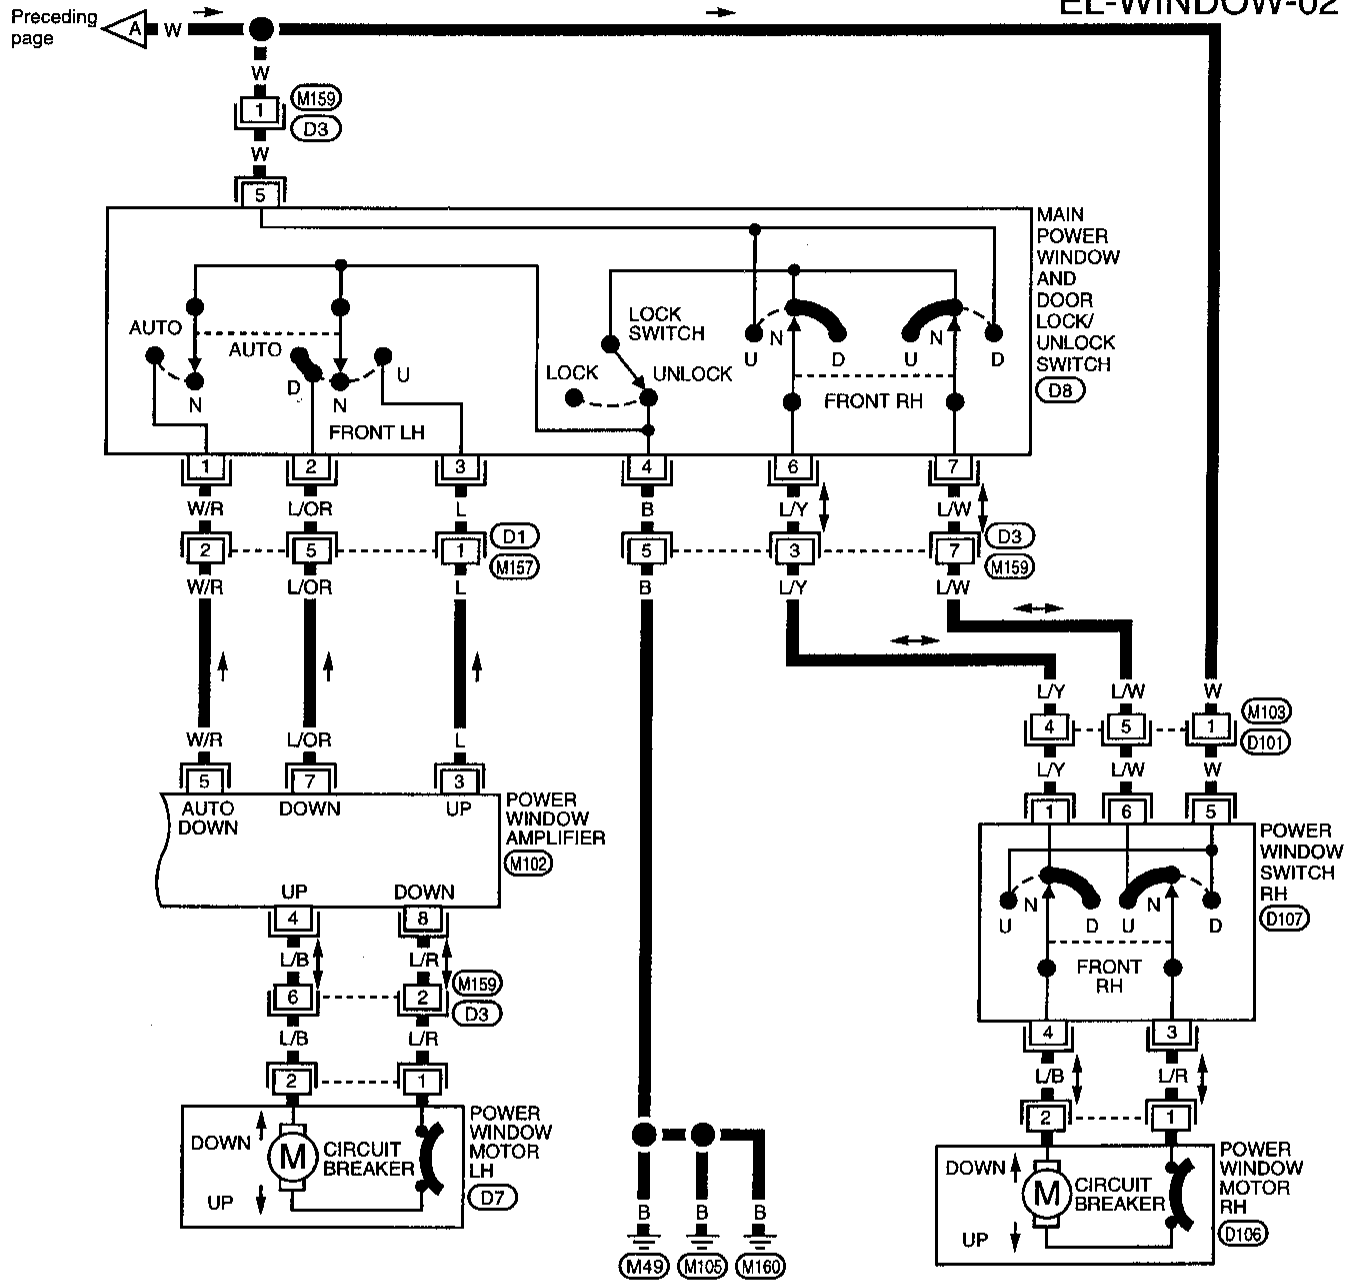 EL-WINDOW-02
Preceding
page
A
W
W
1
M159
D3
W
5
MAIN
POWER
WINDOW
AND
DOOR
LOCK/
UNLOCK
SWITCH
D8
AUTO
N
AUTO
D
N
U
FRONT LH
LOCK
SWITCH
LOCK
UNLOCK
U
N
D
U
N
D
FRONT RH
1 2 3 4 6 7
W/R L/OR L B L/Y L/W
2 5 1
D1
M157
5 3 7
D3
M159
W/R L/OR L B L/Y L/W
L/Y L/W W
4 5 1
M103
D101
L/Y L/W W
W/R L/OR L
5 7 3
1 6 5
AUTO
DOWN
DOWN
UP
POWER
WINDOW
AMPLIFIER
M102
UP
DOWN
4 8
L/B L/R
6 2
M159
D3
L/B L/R
2 1
POWER
WINDOW
SWITCH
RH
D107
U
N
D
U
N
D
FRONT
RH
4 3
L/B L/R
2 1
DOWN
M
UP
CIRCUIT
BREAKER
POWER
WINDOW
MOTOR
LH
D7
B B B
M49 M105 M160
DOWN
M
UP
CIRCUIT
BREAKER
POWER
WINDOW
MOTOR
RH
D106